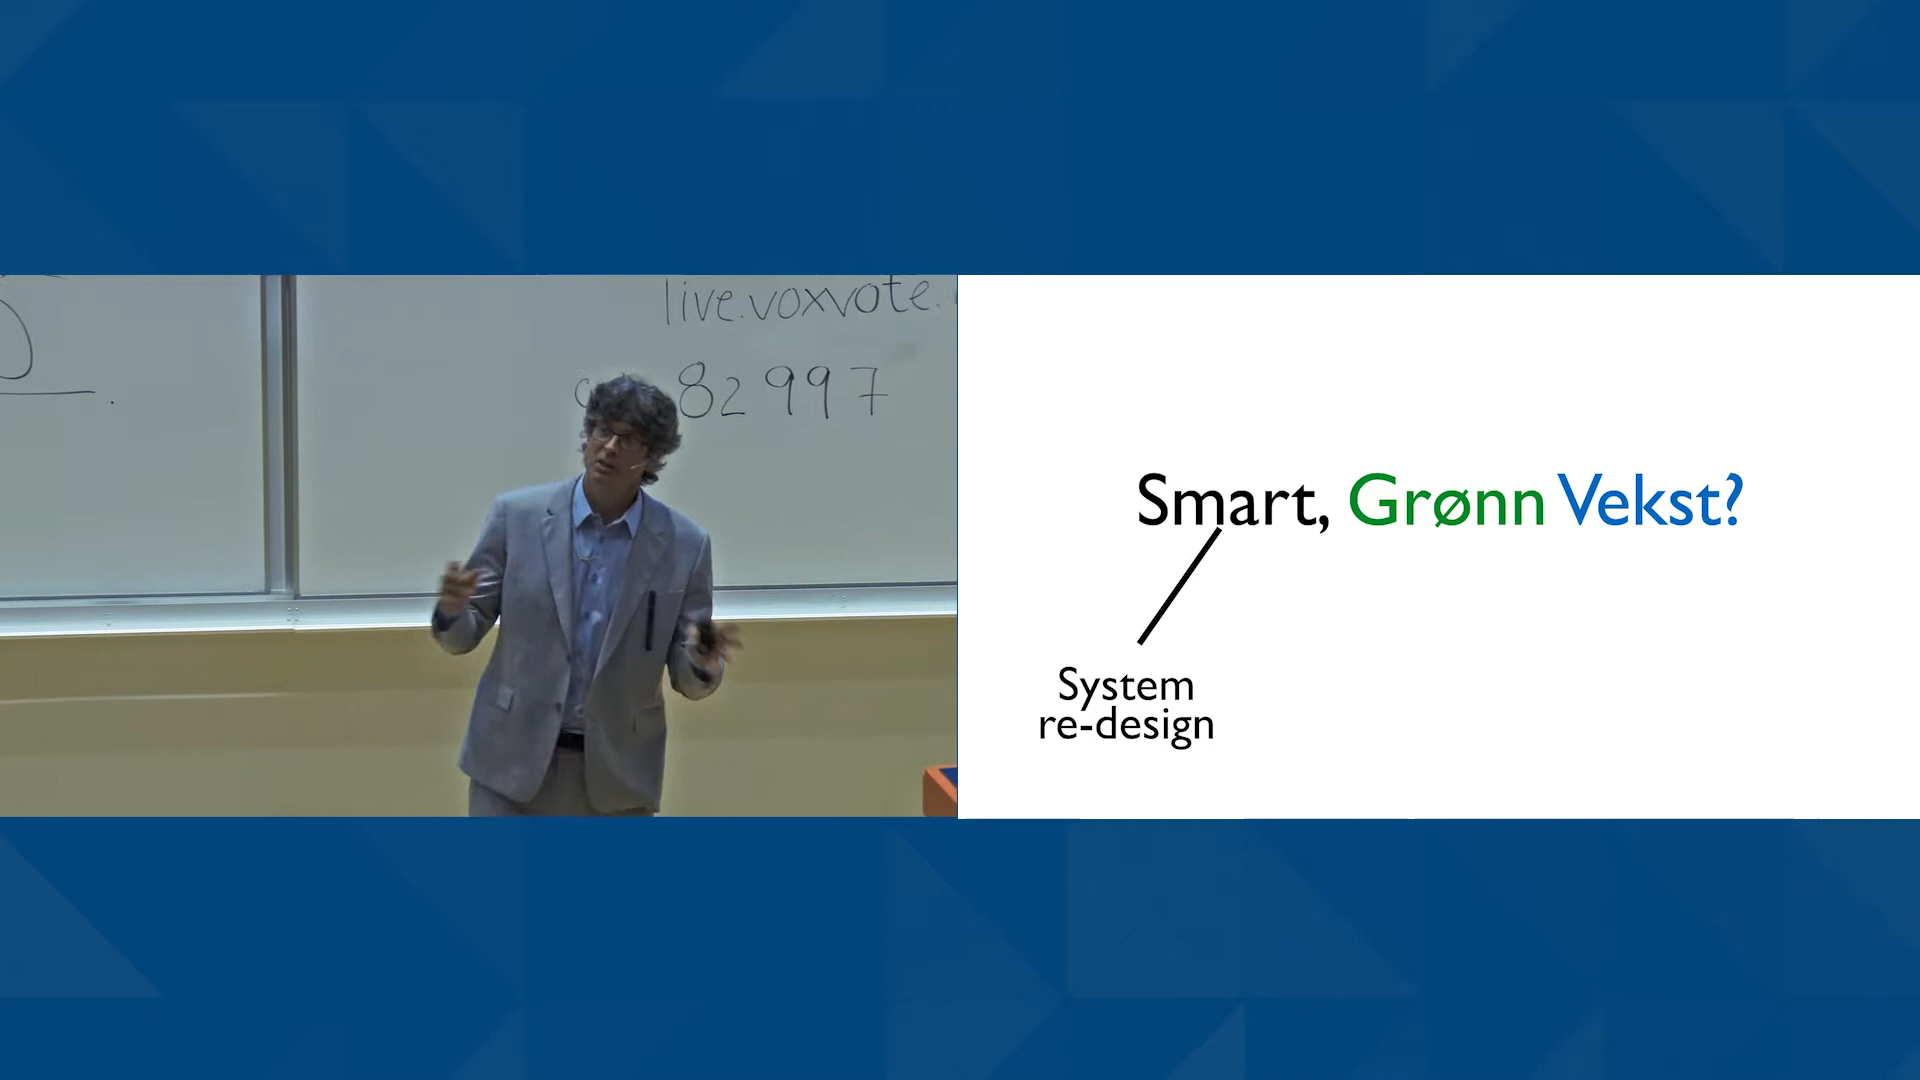 live.voxvote.
82997
Smart, Grønn Vekst?
System
re-design